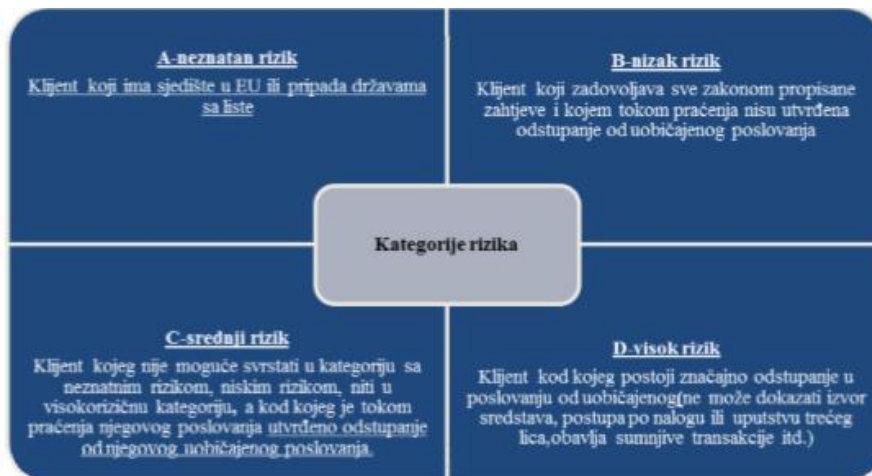 A-neznatan rizik
Klijent koji ima sjedište u EU ili pripada državama
sa liste
B-nizak rizik
Klijent koji zadovoljava sve zakonom propisane
zahtjeve i kojem tokom praćenja nisu utvrđena
odstupanje od uobičajenog poslovanja
Kategorije rizika
C-srednji rizik
Klijent kojeg nije moguće svrstati u kategoriju sa
neznatnim rizikom, niskim rizikom, niti u
visokorizičnu kategoriju, a kod kojeg je tokom
praćenja njegovog poslovanja utvrđeno odstupanje
od njegovog uobičajenog poslovanja.
D-visok rizik
Klijent kod kojeg postoji značajno odstupanje u
poslovanju od uobičajenog(ne može dokazati izvor
sredstava, postupa po nalogu ili uputstvu trećeg
lica,obavlja sumnjive transakcije itd.)